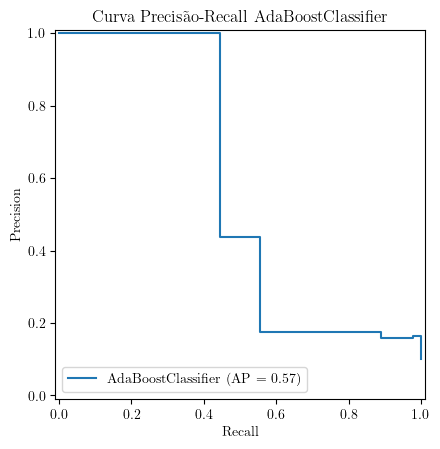 Curva Precisão-Recall AdaBoostClassifier
1.0
0.8
0.6
0.4
0.2
0.0
Precision
AdaBoostClassifier (AP = 0.57)
0.0 0.2 0.4 0.6 0.8 1.0
Recall